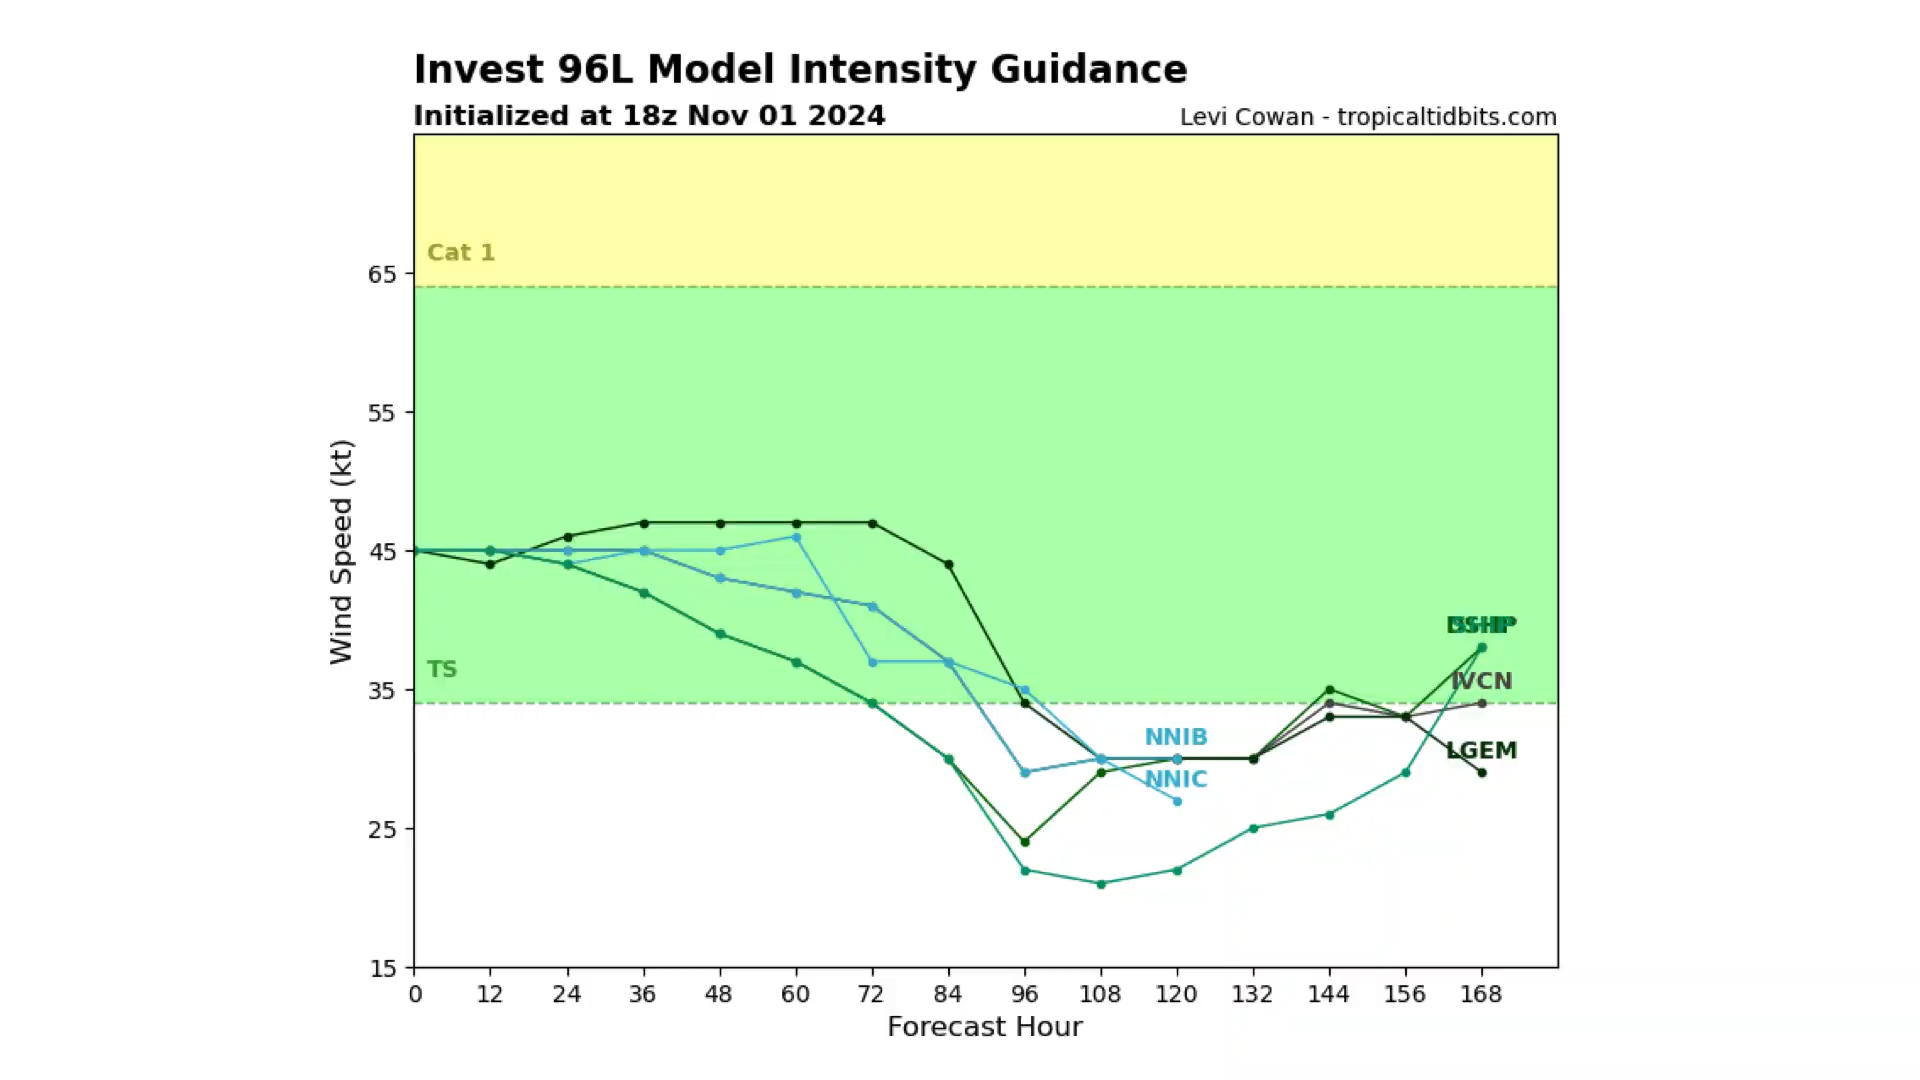 Invest 96L Model Intensity Guidance
Initialized at 18z Nov 01 2024
Levi Cowan - tropicaltidbits.com
Cat 1
65
55
Wind Speed (kt)
45
TS
35
IVCN
NNIB
LGEM
NNIC
25
15
0 12 24 36 48 60 72 84 96 108 120 132 144 156 168
Forecast Hour